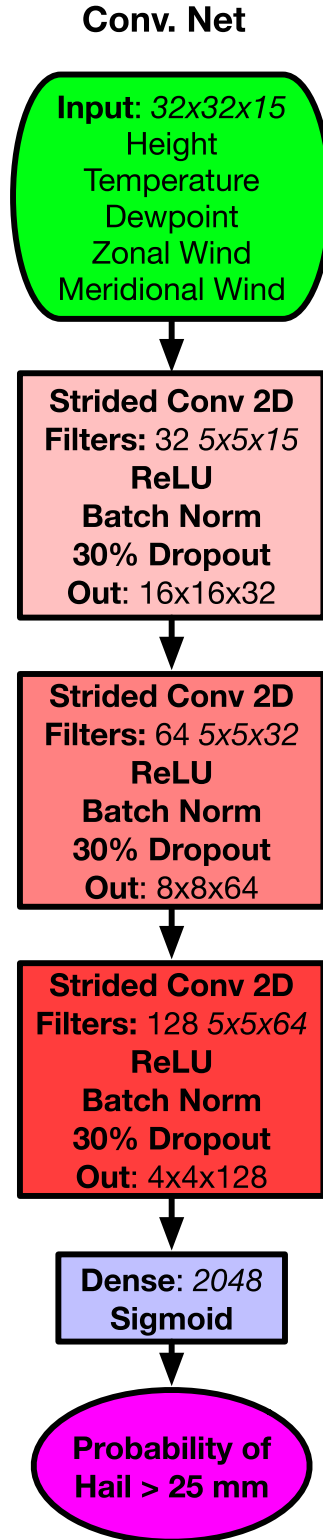 Conv. Net
Input: 32x32x15
Height
Temperature
Dewpoint
Zonal Wind
Meridional Wind
Strided Conv 2D
Filters: 32 5x5x15
ReLU
Batch Norm
30% Dropout
Out: 16x16x32
Strided Conv 2D
Filters: 64 5x5x32
ReLU
Batch Norm
30% Dropout
Out: 8x8x64
Strided Conv 2D
Filters: 128 5x5x64
ReLU
Batch Norm
30% Dropout
Out: 4x4x128
Dense: 2048
Sigmoid
Probability of
Hail > 25 mm